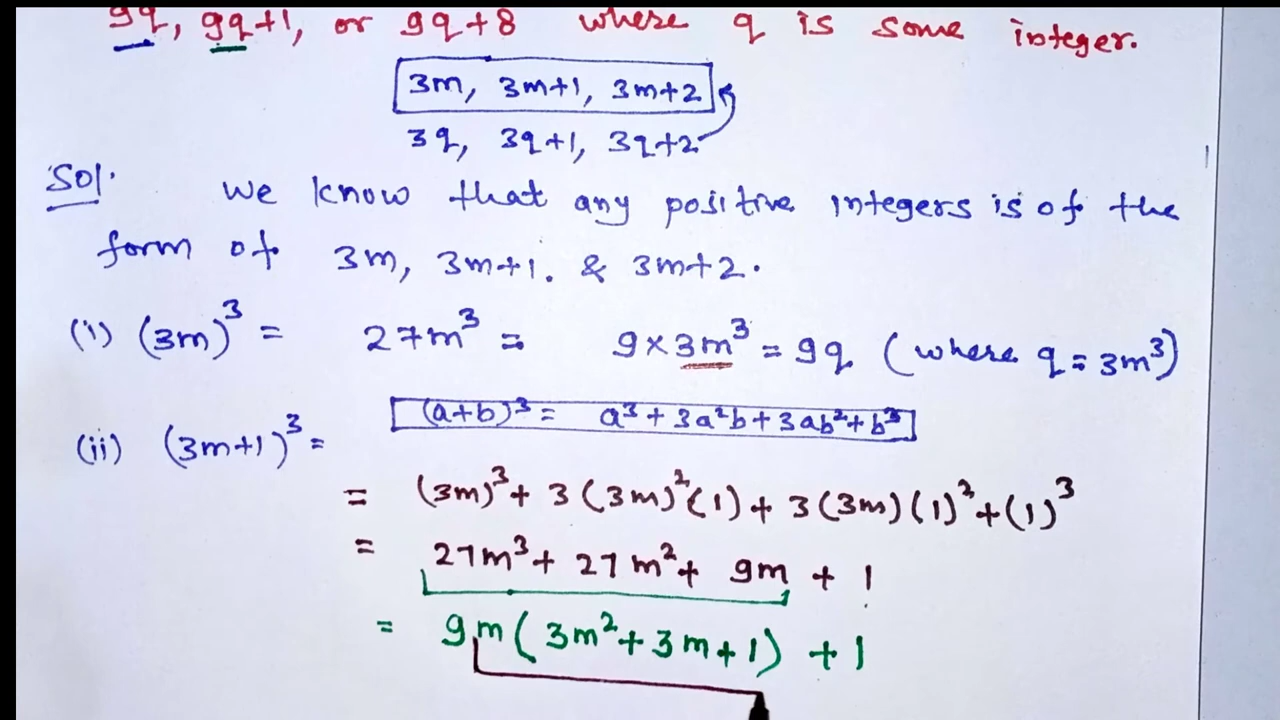 9q, 9q+1, or 9q+8 where q is some integer.
3m, 3m+1, 3m+2
3q, 3q+1, 3q+2
Sol. We know that any positive integers is of the
form of 3m, 3m+1. & 3m+2.
(i) (3m)³ = 27m³ = 9×3m³ = 9q (where q = 3m³)
(a+b)³ = a³ + 3a²b + 3ab² + b³
(ii) (3m+1)³ =
= (3m)³ + 3(3m)²(1) + 3(3m)(1)² + (1)³
= 27m³ + 27m² + 9m + 1
= 9m(3m² + 3m + 1) + 1